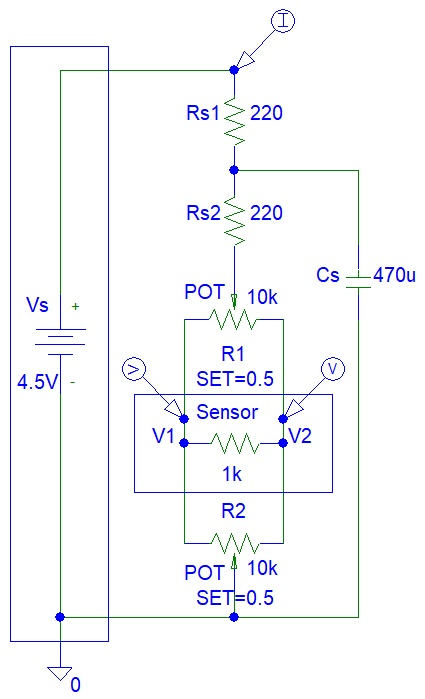 I
Rs1 220
Rs2 220
Cs 470u
POT 10k
R1
SET=0.5
Vs +
4.5V -
V V
Sensor
V1 V2
1k
R2
POT 10k
SET=0.5
0